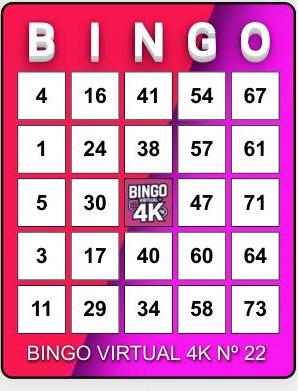 BINGO
4 16 41 54 67
1 24 38 57 61
5 30 BINGO VIRTUAL 4K 47 71
3 17 40 60 64
11 29 34 58 73
BINGO VIRTUAL 4K Nº 22